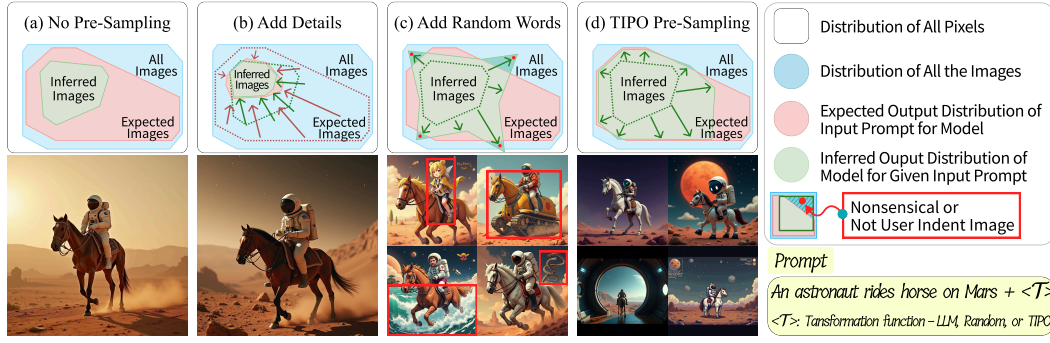 (a) No Pre-Sampling
(b) Add Details
(c) Add Random Words
(d) TIPO Pre-Sampling
All
Images
Inferred
Images
Expected
Images
All
Images
Inferred
Images
Expected
Images
All
Images
Inferred
Images
Expected
Images
All
Images
Inferred
Images
Expected
Images
Distribution of All Pixels
Distribution of All the Images
Expected Output Distribution of
Input Prompt for Model
Inferred Ouput Distribution of
Model for Given Input Prompt
Nonsensical or
Not User Indent Image
Prompt
An astronaut rides horse on Mars + <T>
<T>: Tansformation function - LLM, Random, or TIPO